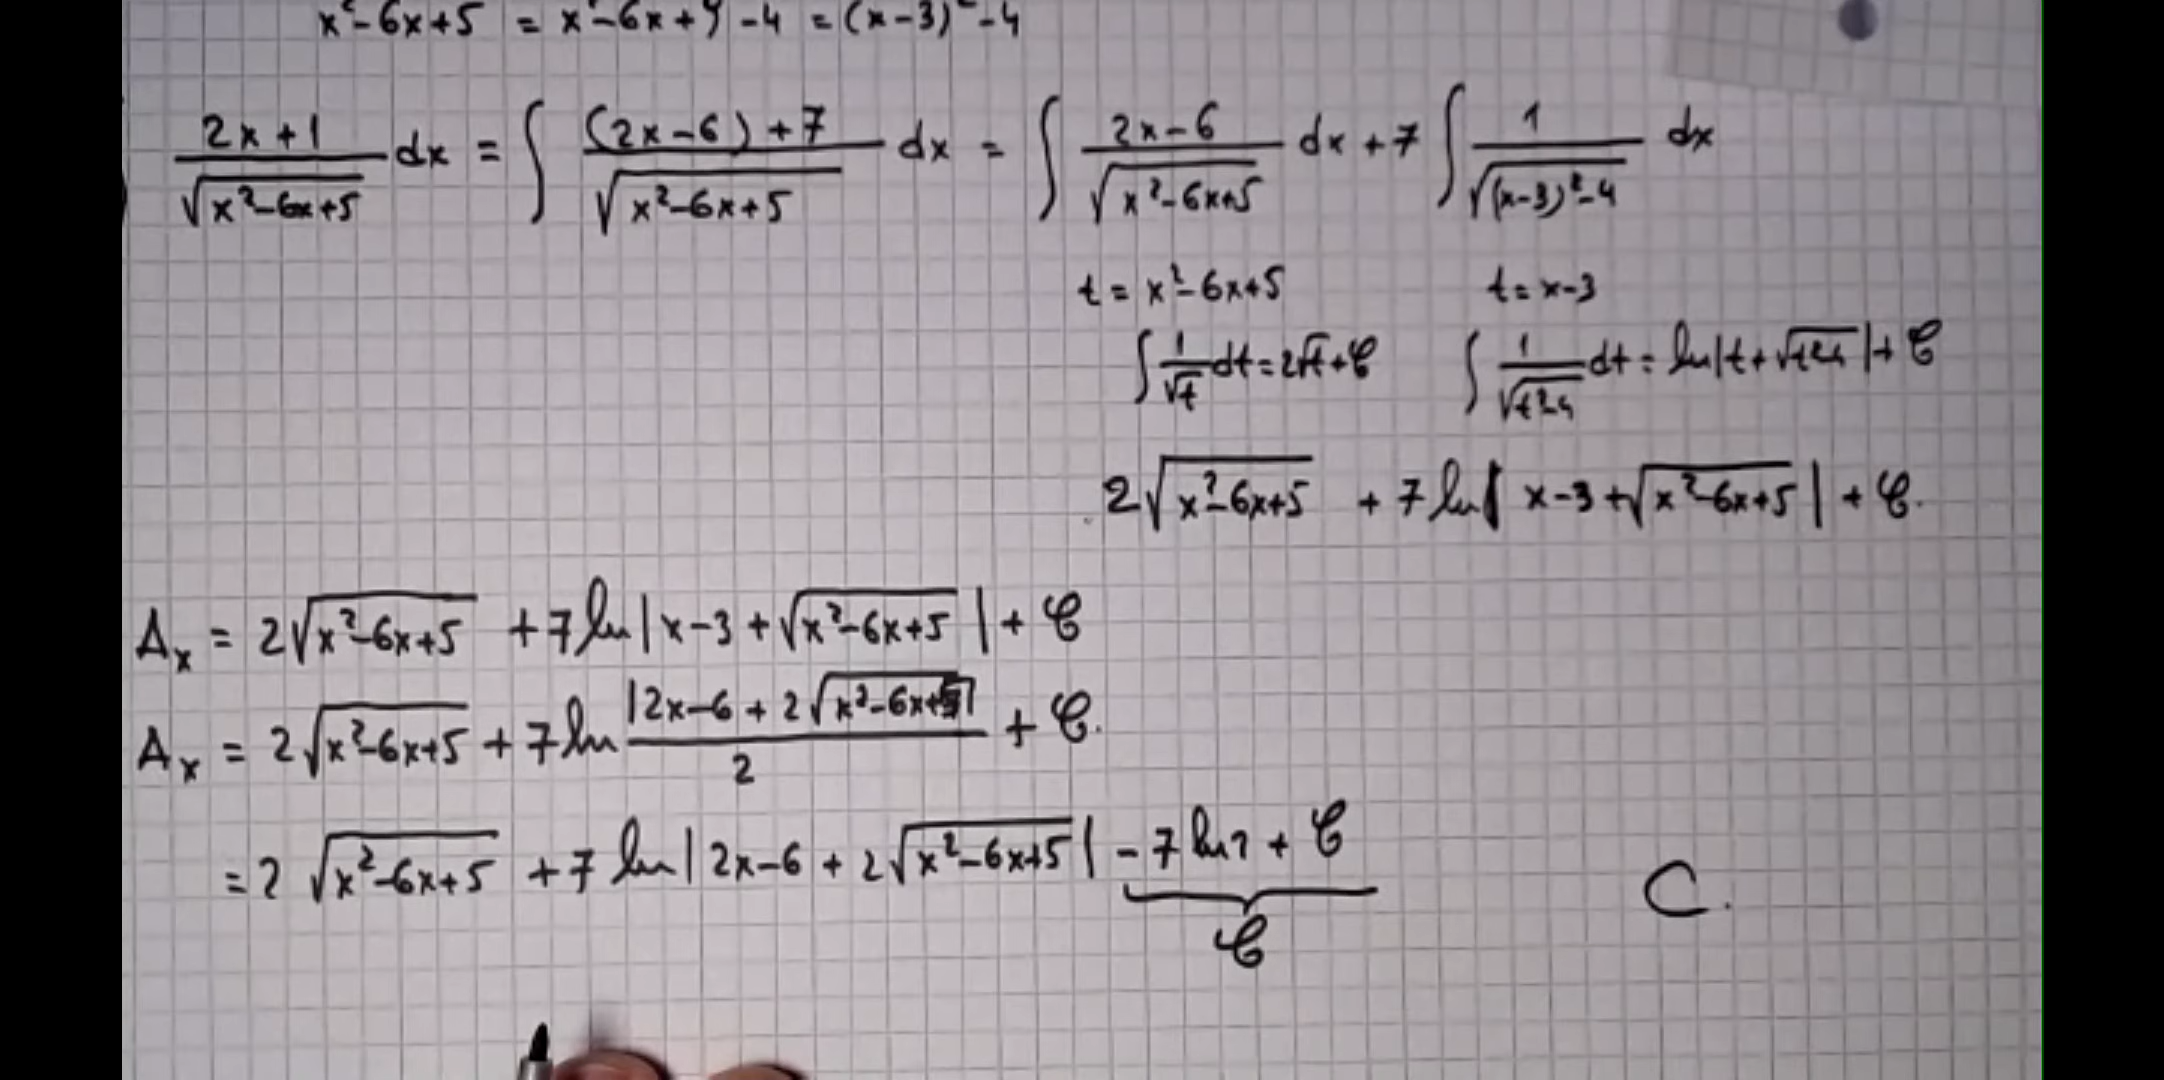 x²-6x+5 = x²-6x+9-4 = (x-3)²-4
(2x+1)/√(x²-6x+5) dx = ∫ ((2x-6)+7)/√(x²-6x+5) dx = ∫ (2x-6)/√(x²-6x+5) dx + 7 ∫ 1/√((x-3)²-4) dx
t = x²-6x+5 t = x-3
∫ 1/√t dt = 2√t + C ∫ 1/√(t²-4) dt = ln|t+√(t²-4)| + C
2√(x²-6x+5) + 7 ln|x-3+√(x²-6x+5)| + C.
Ax = 2√(x²-6x+5) + 7 ln|x-3+√(x²-6x+5)| + C
Ax = 2√(x²-6x+5) + 7 ln |2x-6+2√(x²-6x+5)|/2 + C.
= 2 √(x²-6x+5) + 7 ln|2x-6+2√(x²-6x+5)| - 7 ln 2 + C
C
C.